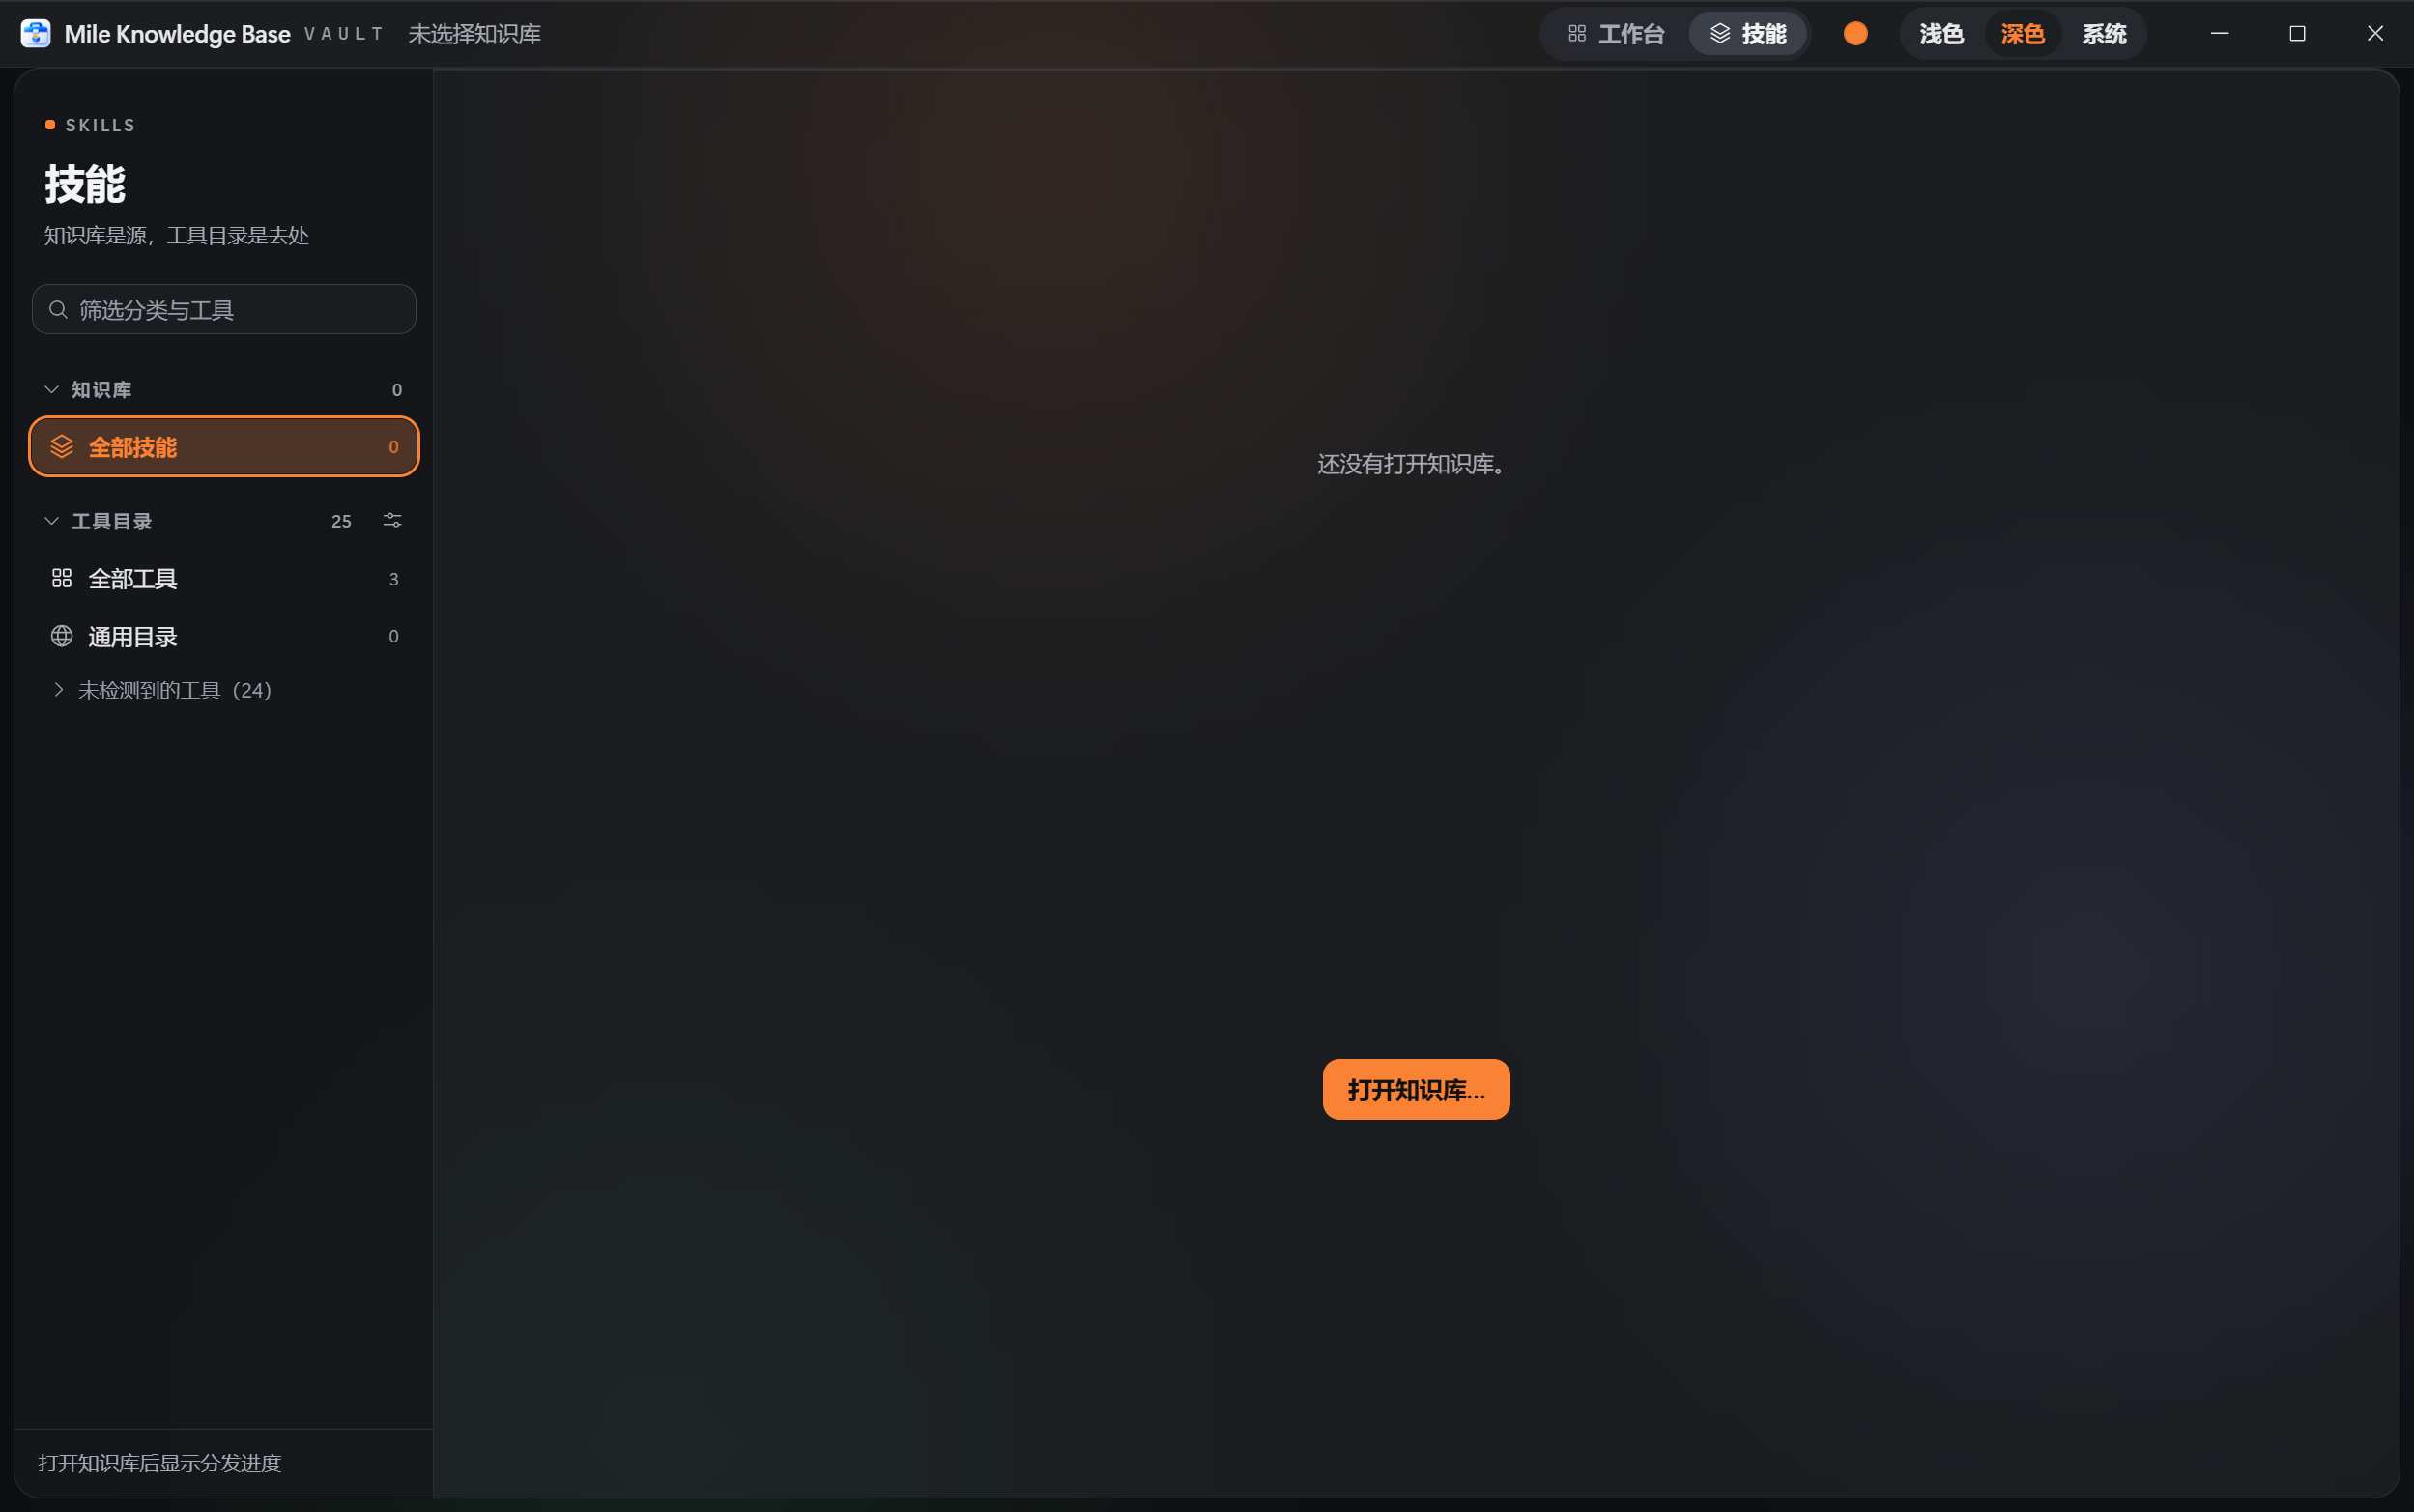 Mile Knowledge Base VAULT 未选择知识库 工作台 技能 浅色 深色 系统
SKILLS
技能
知识库是源，工具目录是去处
筛选分类与工具
知识库 0
全部技能 0
工具目录 25
全部工具 3
通用目录 0
未检测到的工具（24）
还没有打开知识库。
打开知识库...
打开知识库后显示分发进度